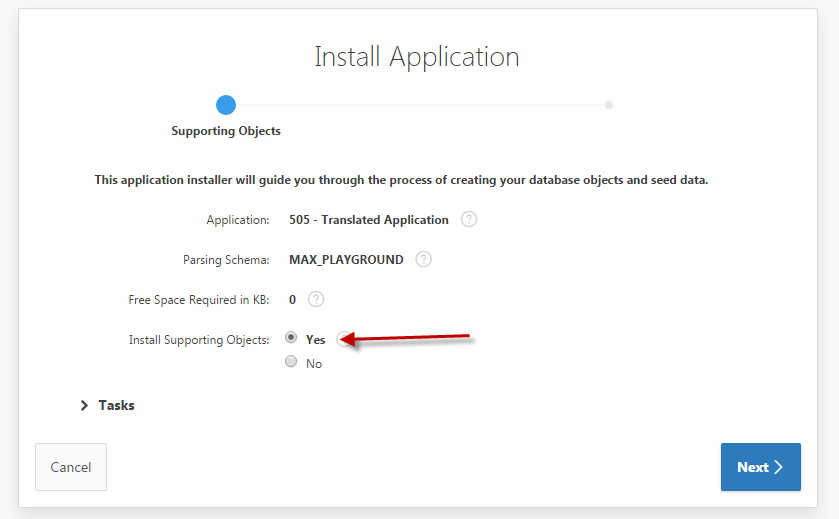 Install Application
Supporting Objects
This application installer will guide you through the process of creating your database objects and seed data.
Application: 505 - Translated Application ?
Parsing Schema: MAX_PLAYGROUND ?
Free Space Required in KB: 0 ?
Install Supporting Objects: Yes
No
Tasks
Cancel
Next